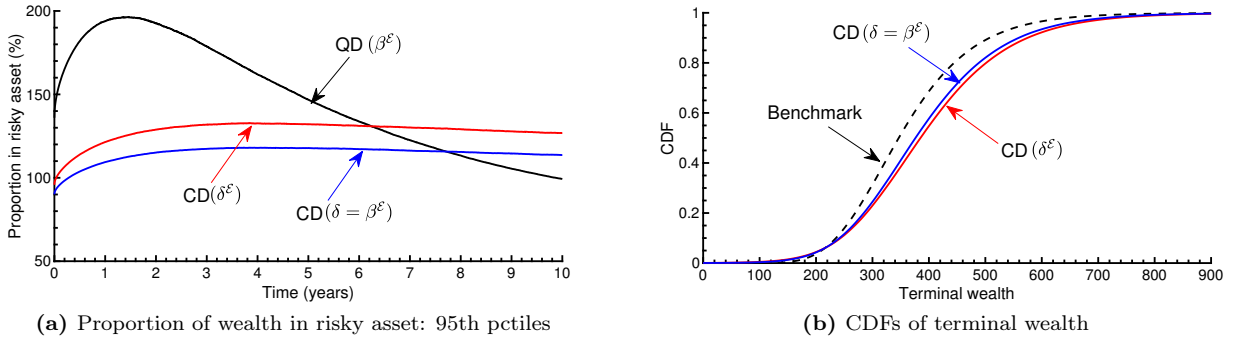 Proportion in risky asset (%)
200
150
100
50
QD (β^ℰ)
CD(δ^ℰ)
CD (δ = β^ℰ)
0 1 2 3 4 5 6 7 8 9 10
Time (years)
(a) Proportion of wealth in risky asset: 95th pctiles
CDF
1
0.8
0.6
0.4
0.2
0
CD (δ = β^ℰ)
Benchmark
CD (δ^ℰ)
0 100 200 300 400 500 600 700 800 900
Terminal wealth
(b) CDFs of terminal wealth